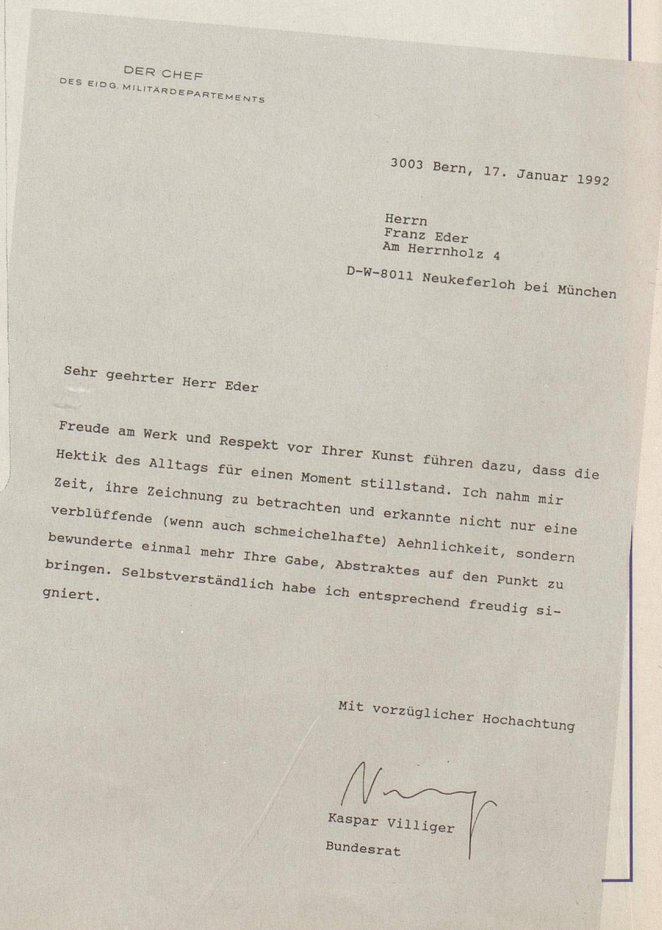 DER CHEF
DES EIDG. MILITÄRDEPARTEMENTS
3003 Bern, 17. Januar 1992
Herrn
Franz Eder
Am Herrnholz 4
D-W-8011 Neukeferloh bei München
Sehr geehrter Herr Eder
Freude am Werk und Respekt vor Ihrer Kunst führen dazu, dass die
Hektik des Alltags für einen Moment stillstand. Ich nahm mir
Zeit, ihre Zeichnung zu betrachten und erkannte nicht nur eine
verblüffende (wenn auch schmeichelhafte) Aehnlichkeit, sondern
bewunderte einmal mehr Ihre Gabe, Abstraktes auf den Punkt zu
bringen. Selbstverständlich habe ich entsprechend freudig si-
gniert.
Mit vorzüglicher Hochachtung
Kaspar Villiger
Bundesrat